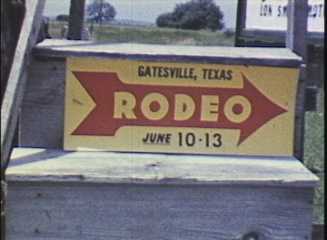 GATESVILLE, TEXAS
RODEO
JUNE 10-13